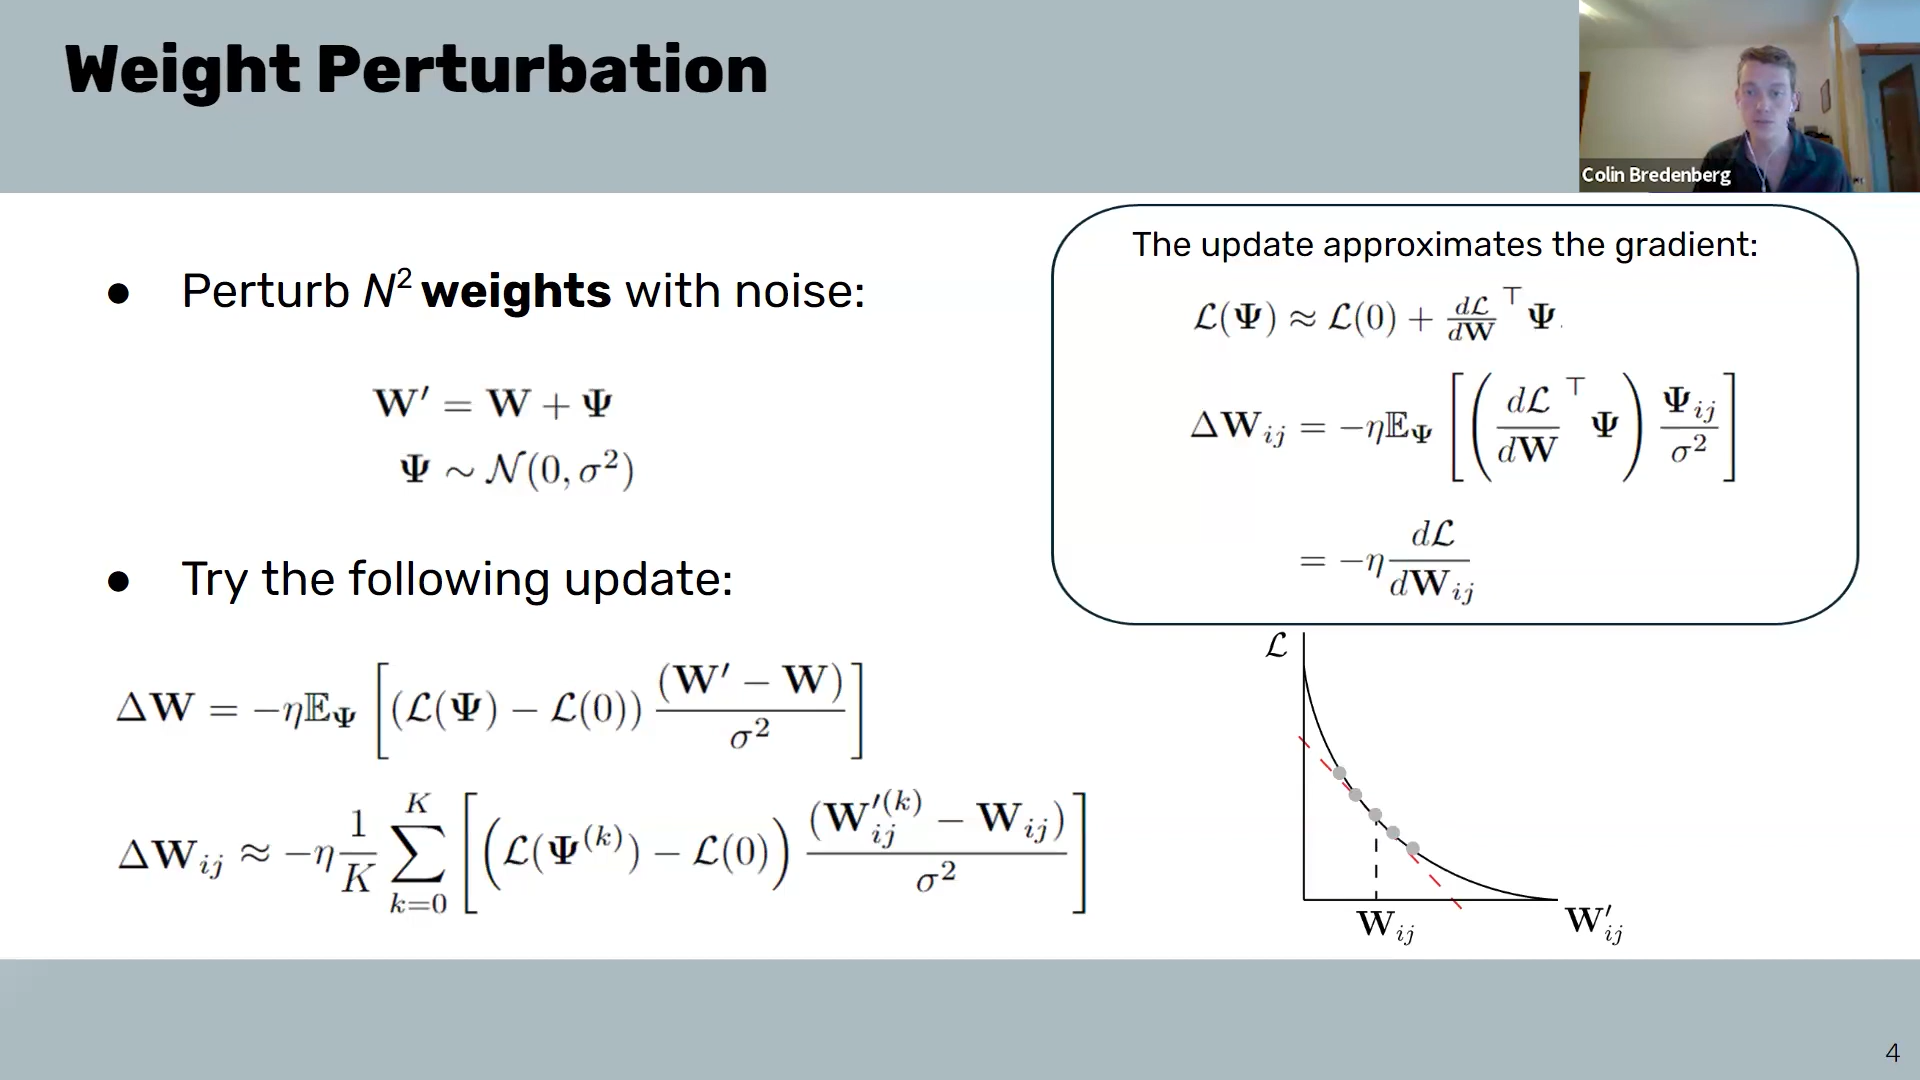 Weight Perturbation
Colin Bredenberg
● Perturb N² weights with noise:
W′ = W + Ψ
Ψ ∼ 𝒩(0, σ²)
● Try the following update:
ΔW = −η𝔼_Ψ [(ℒ(Ψ) − ℒ(0)) (W′ − W) / σ²]
ΔW_ij ≈ −η (1/K) ∑_{k=0}^{K} [(ℒ(Ψ^(k)) − ℒ(0)) (W′_ij^(k) − W_ij) / σ²]
The update approximates the gradient:
ℒ(Ψ) ≈ ℒ(0) + (dℒ/dW)^⊤ Ψ.
ΔW_ij = −η𝔼_Ψ [((dℒ/dW)^⊤ Ψ) Ψ_ij / σ²]
= −η dℒ/dW_ij
ℒ
W_ij
W′_ij
4